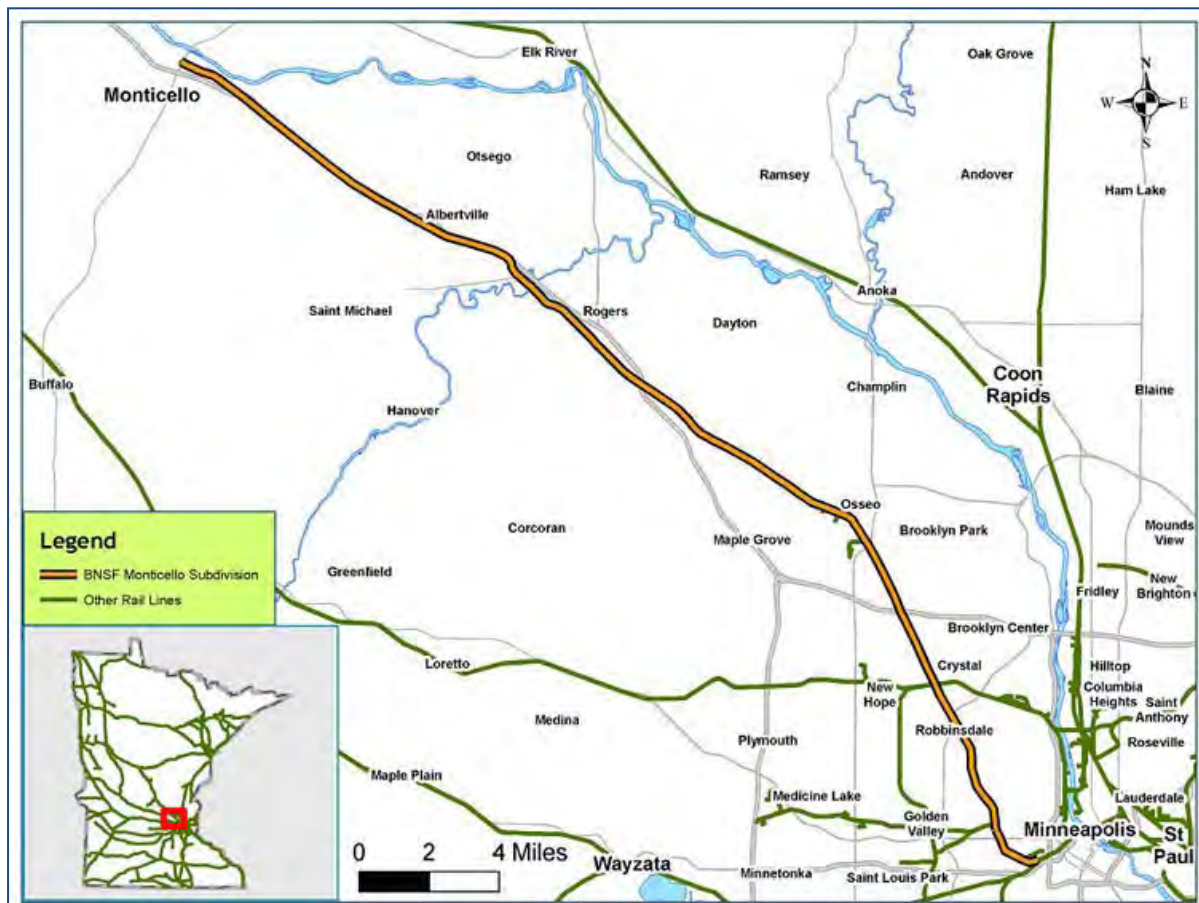 Elk River
Oak Grove
N
W
E
S
Monticello
Otsego
Ramsey
Andover
Ham Lake
Albertville
Saint Michael
Rogers
Dayton
Anoka
Coon
Rapids
Buffalo
Hanover
Champlin
Blaine
Corcoran
Osseo
Maple Grove
Brooklyn Park
Mounds
View
Legend
BNSF Monticello Subdivision
Other Rail Lines
Greenfield
Fridley
New
Brighton
Brooklyn Center
Loretto
Crystal
Hilltop
New
Hope
Columbia
Heights
Saint
Anthony
Medina
Plymouth
Robbinsdale
Roseville
Maple Plain
Medicine Lake
Golden
Valley
Lauderdale
Minneapolis
St
Paul
0 2 4 Miles
Wayzata
Minnetonka
Saint Louis Park